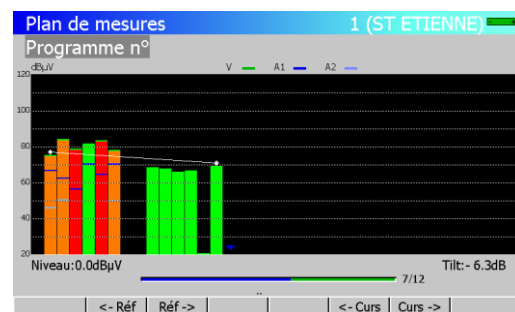 Plan de mesures 1 (ST ETIENNE)
Programme n°
dBµV V A1 A2
120
100
80
60
40
20
Niveau:0.0dBµV Tilt:- 6.3dB
7/12
..
<- Réf Réf -> <- Curs Curs ->